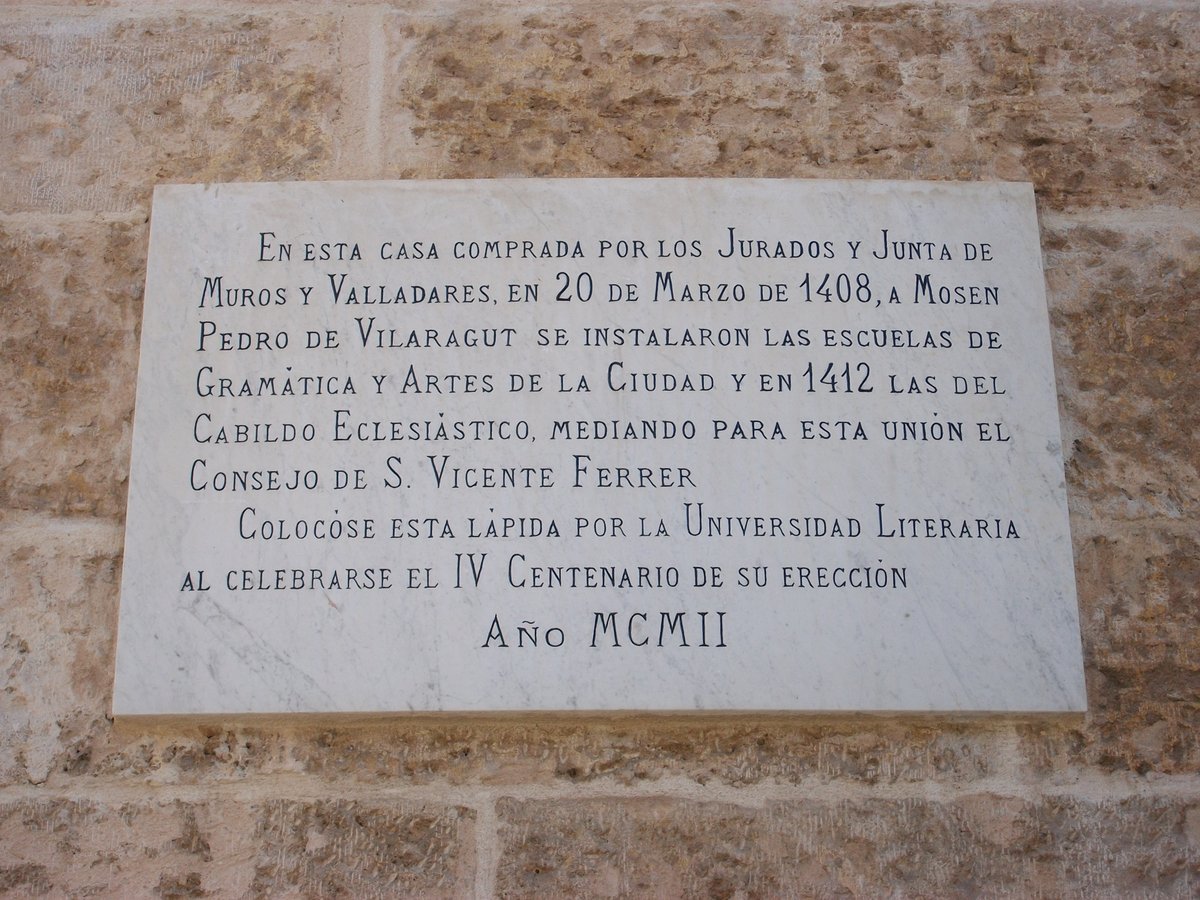 En esta casa comprada por los Jurados y Junta de
Muros y Valladares, en 20 de Marzo de 1408, a Mosen
Pedro de Vilaragut se instalaron las escuelas de
Gramática y Artes de la Ciudad y en 1412 las del
Cabildo Eclesiástico, mediando para esta unión el
Consejo de S. Vicente Ferrer
Colocóse esta lápida por la Universidad Literaria
al celebrarse el IV Centenario de su erección
Año MCMII